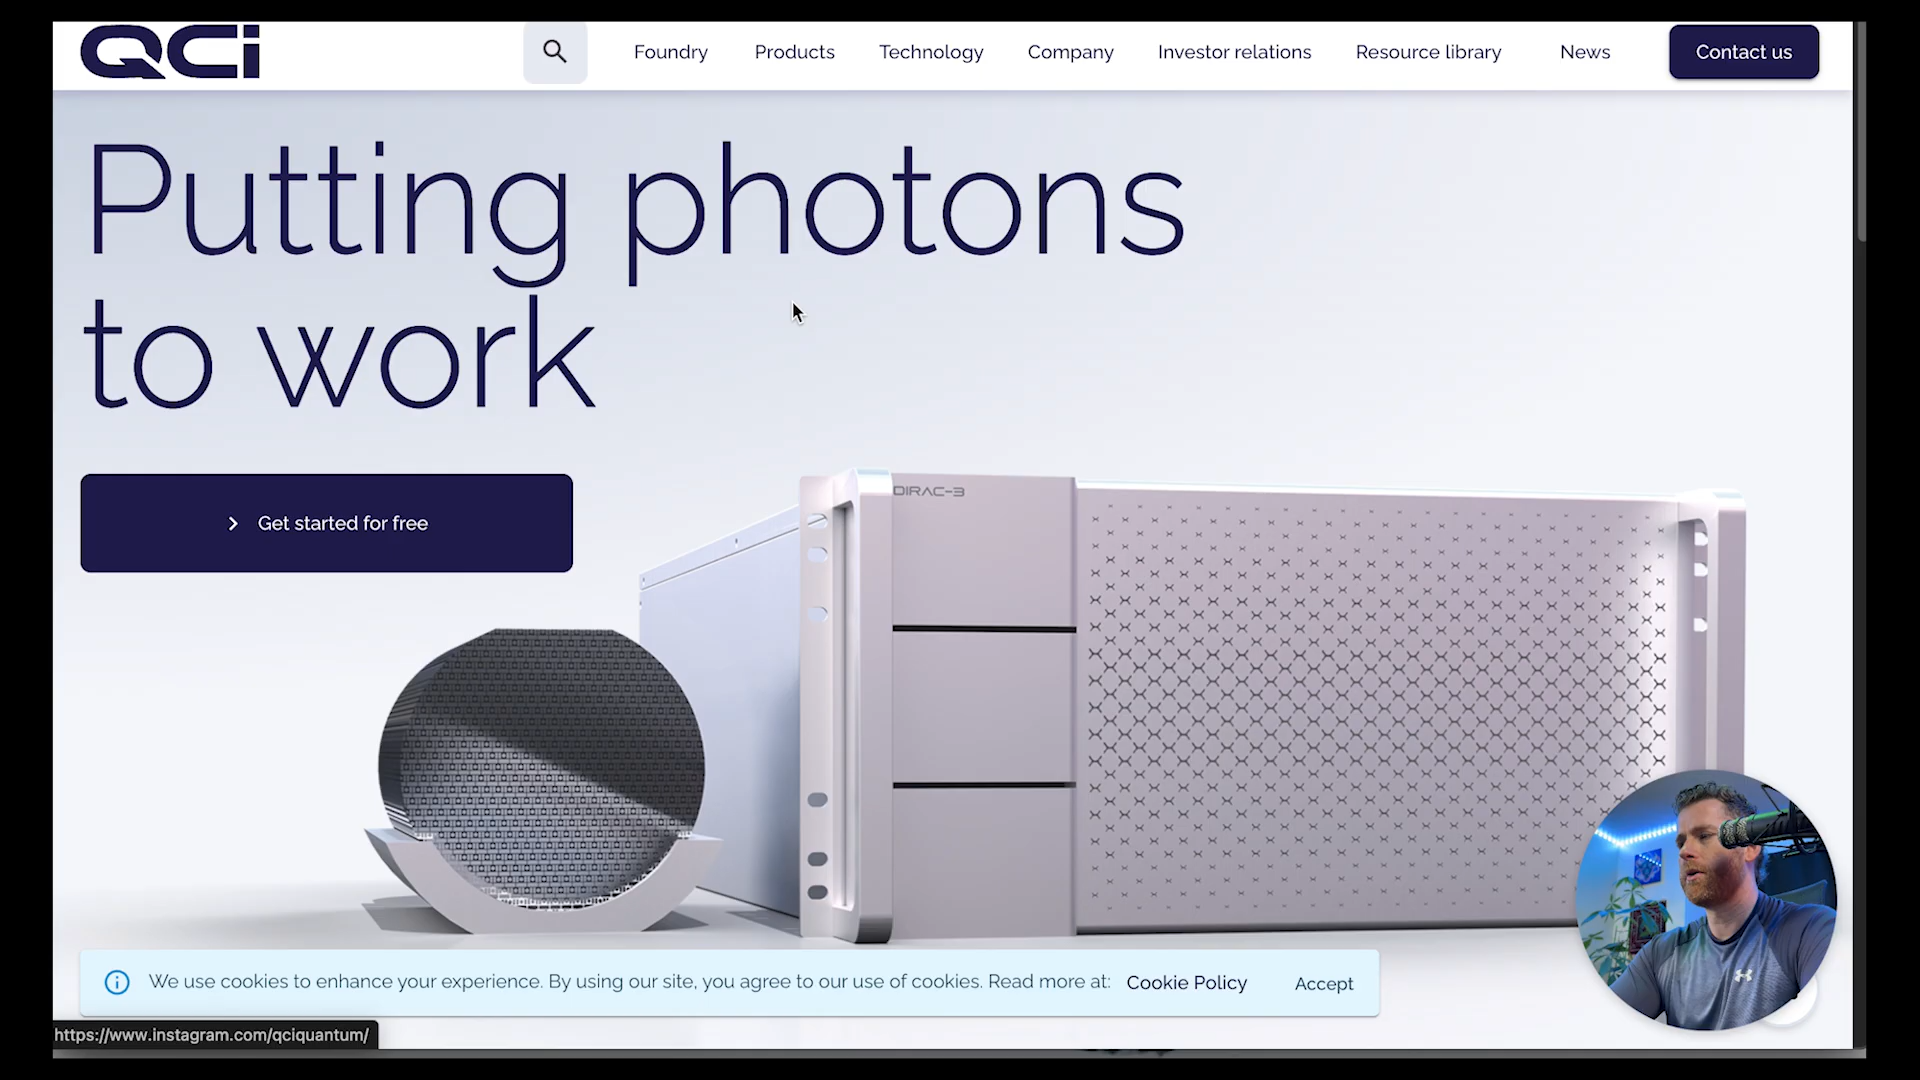 QCi
Foundry
Products
Technology
Company
Investor relations
Resource library
News
Contact us
Putting photons
to work
Get started for free
DIRAC-3
We use cookies to enhance your experience. By using our site, you agree to our use of cookies. Read more at: Cookie Policy
Accept
https://www.instagram.com/qciquantum/